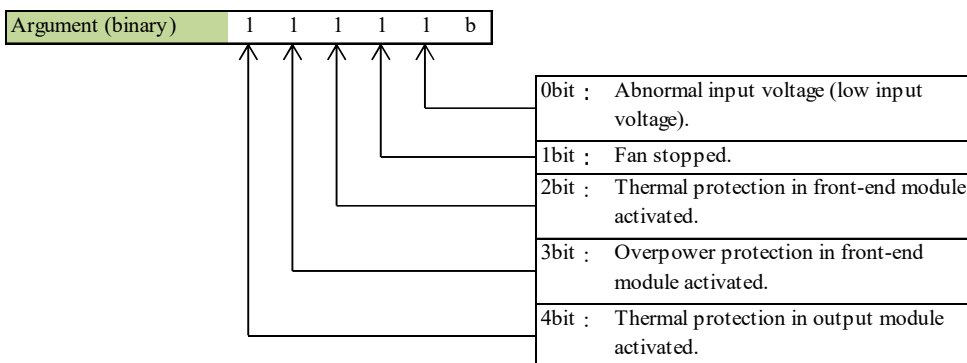 Argument (binary) 1 1 1 1 1 b
0bit : Abnormal input voltage (low input
voltage).
1bit : Fan stopped.
2bit : Thermal protection in front-end module
activated.
3bit : Overpower protection in front-end
module activated.
4bit : Thermal protection in output module
activated.